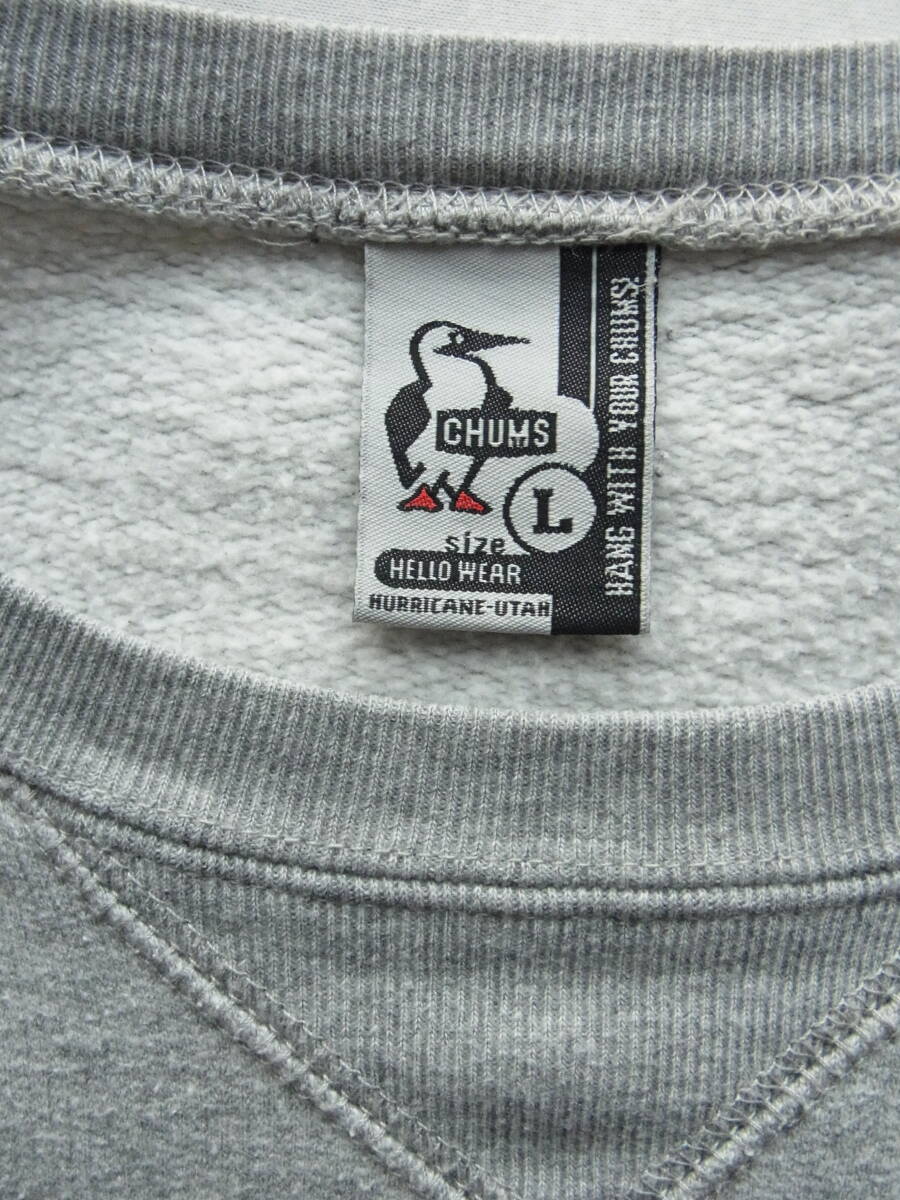 CHUMS
L
size
HELLO WEAR
HURRICANE-UTAH
HANG WITH YOUR CHUMS!